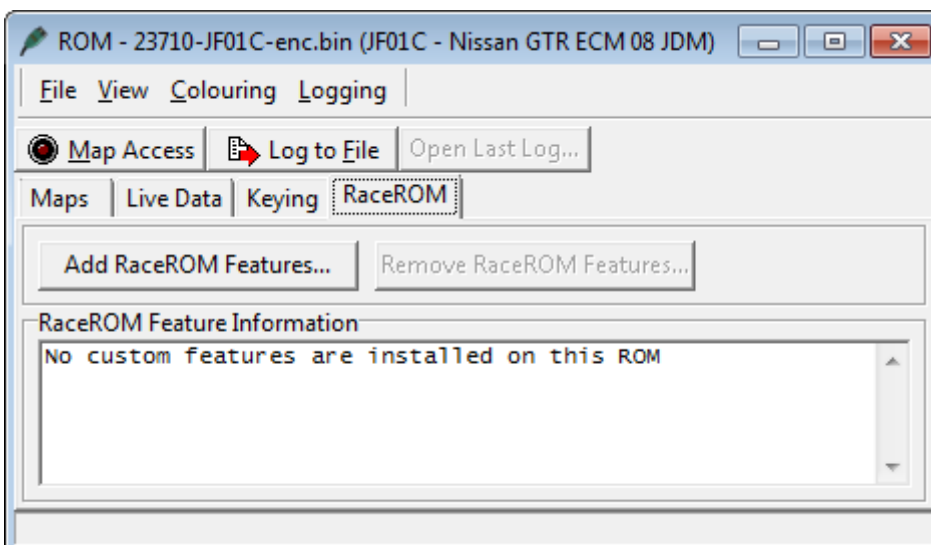 ROM - 23710-JF01C-enc.bin (JF01C - Nissan GTR ECM 08 JDM)
File View Colouring Logging
Map Access Log to File Open Last Log...
Maps Live Data Keying RaceROM
Add RaceROM Features... Remove RaceROM Features...
RaceROM Feature Information
No custom features are installed on this ROM